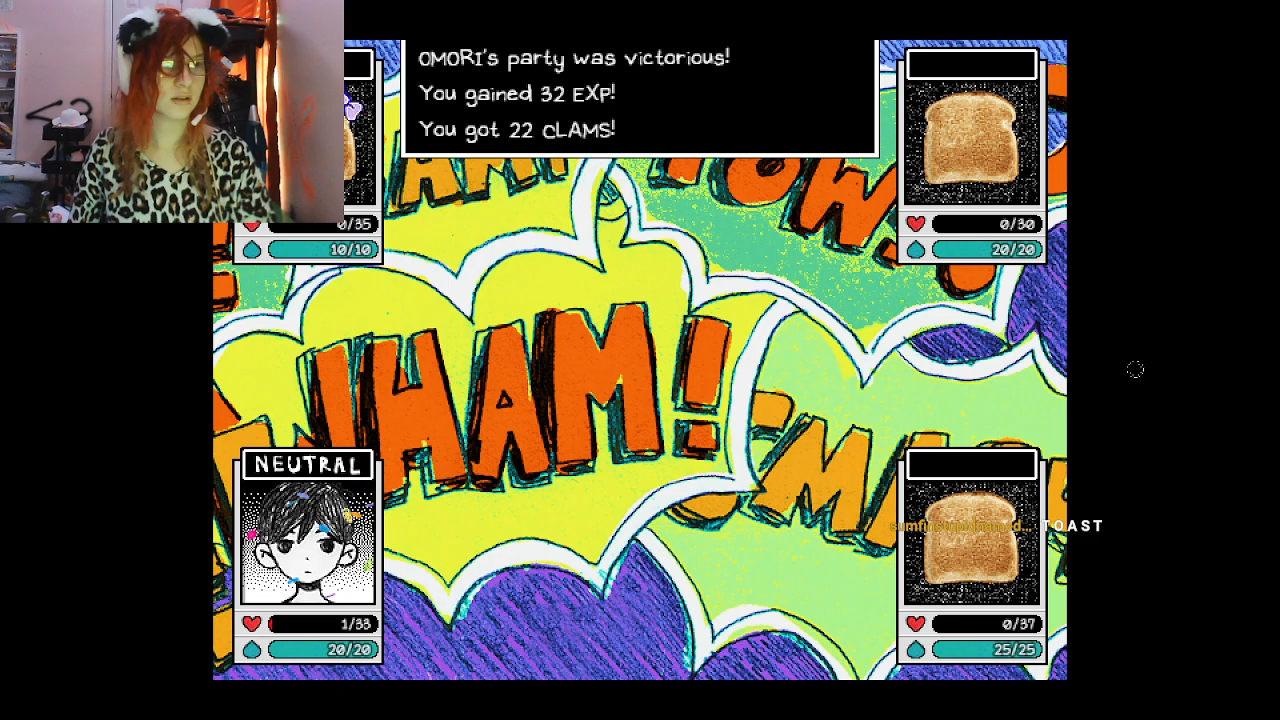 OMORI's party was victorious!
You gained 32 EXP!
You got 22 CLAMS!
0/35
10/10
0/30
20/20
WHAM!
NEUTRAL
1/33
20/20
TOAST
0/37
25/25